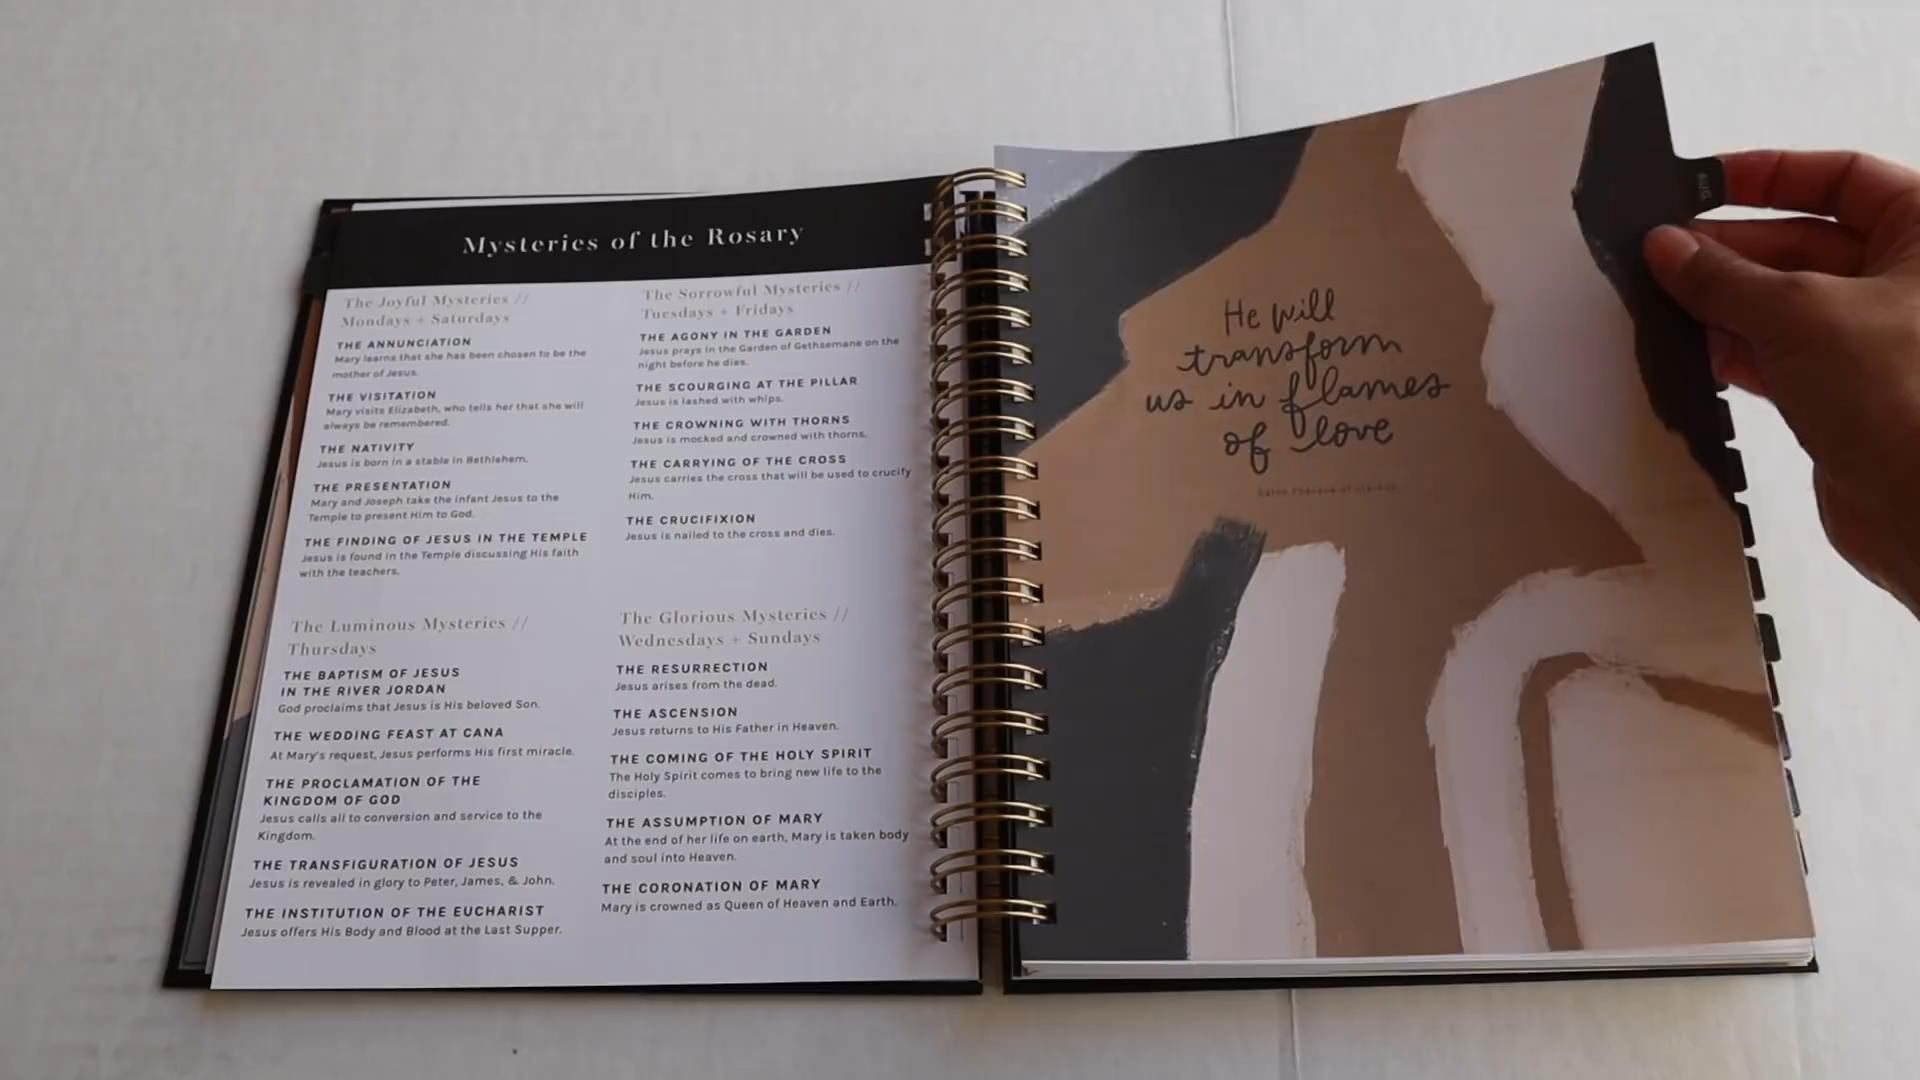 Mysteries of the Rosary
The Joyful Mysteries //
Mondays + Saturdays
THE ANNUNCIATION
Mary learns that she has been chosen to be the
mother of Jesus.
THE VISITATION
Mary visits Elizabeth, who tells her that she will
always be remembered.
THE NATIVITY
Jesus is born in a stable in Bethlehem.
THE PRESENTATION
Mary and Joseph take the infant Jesus to the
Temple to present Him to God.
THE FINDING OF JESUS IN THE TEMPLE
Jesus is found in the Temple discussing His faith
with the teachers.
The Sorrowful Mysteries //
Tuesdays + Fridays
THE AGONY IN THE GARDEN
Jesus prays in the Garden of Gethsemane on the
night before he dies.
THE SCOURGING AT THE PILLAR
Jesus is lashed with whips.
THE CROWNING WITH THORNS
Jesus is mocked and crowned with thorns.
THE CARRYING OF THE CROSS
Jesus carries the cross that will be used to crucify
Him.
THE CRUCIFIXION
Jesus is nailed to the cross and dies.
The Luminous Mysteries //
Thursdays
THE BAPTISM OF JESUS
IN THE RIVER JORDAN
God proclaims that Jesus is His beloved Son.
THE WEDDING FEAST AT CANA
At Mary's request, Jesus performs His first miracle.
THE PROCLAMATION OF THE
KINGDOM OF GOD
Jesus calls all to conversion and service to the
Kingdom.
THE TRANSFIGURATION OF JESUS
Jesus is revealed in glory to Peter, James, & John.
THE INSTITUTION OF THE EUCHARIST
Jesus offers His Body and Blood at the Last Supper.
The Glorious Mysteries //
Wednesdays + Sundays
THE RESURRECTION
Jesus arises from the dead.
THE ASCENSION
Jesus returns to His Father in Heaven.
THE COMING OF THE HOLY SPIRIT
The Holy Spirit comes to bring new life to the
disciples.
THE ASSUMPTION OF MARY
At the end of her life on earth, Mary is taken body
and soul into Heaven.
THE CORONATION OF MARY
Mary is crowned as Queen of Heaven and Earth.
He will
transform
us in flames
of love
Saint Thérèse of Lisieux
AUG